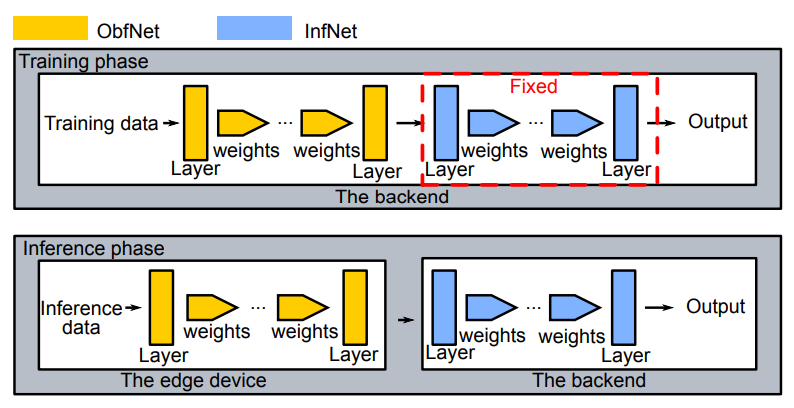 ObfNet
InfNet
Training phase
Fixed
Training data
...
...
Output
weights
weights
weights
weights
Layer
Layer
Layer
Layer
The backend
Inference phase
Inference
data
...
...
Output
weights
weights
weights
weights
Layer
Layer
Layer
Layer
The edge device
The backend